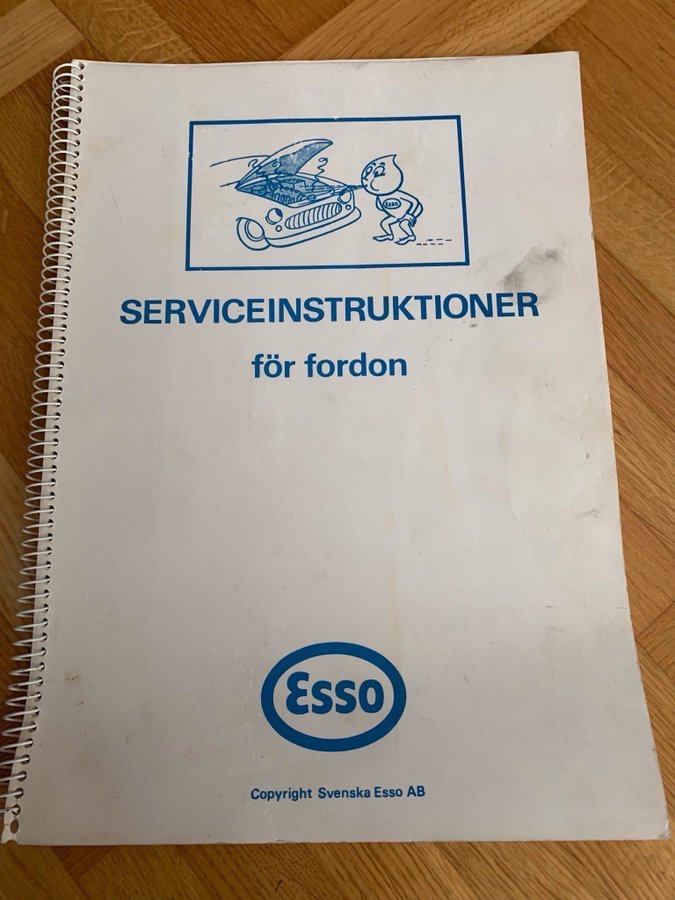 Esso
SERVICEINSTRUKTIONER
för fordon
Esso
Copyright Svenska Esso AB